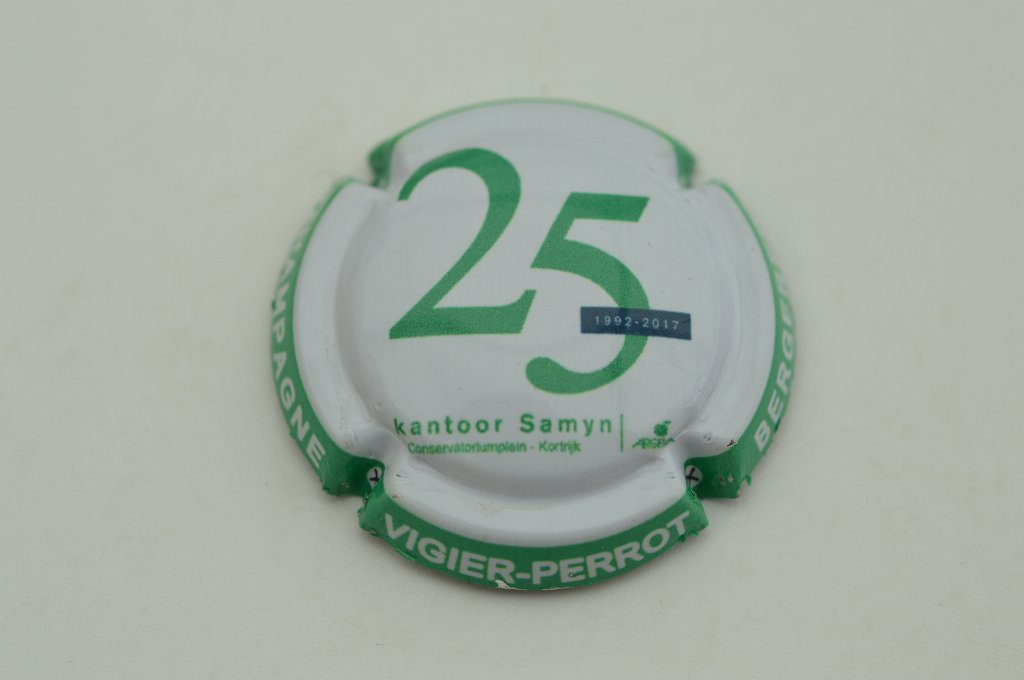 25
1992-2017
kantoor Samyn
Conservatoriumplein - Kortrijk
VIGIER-PERROT